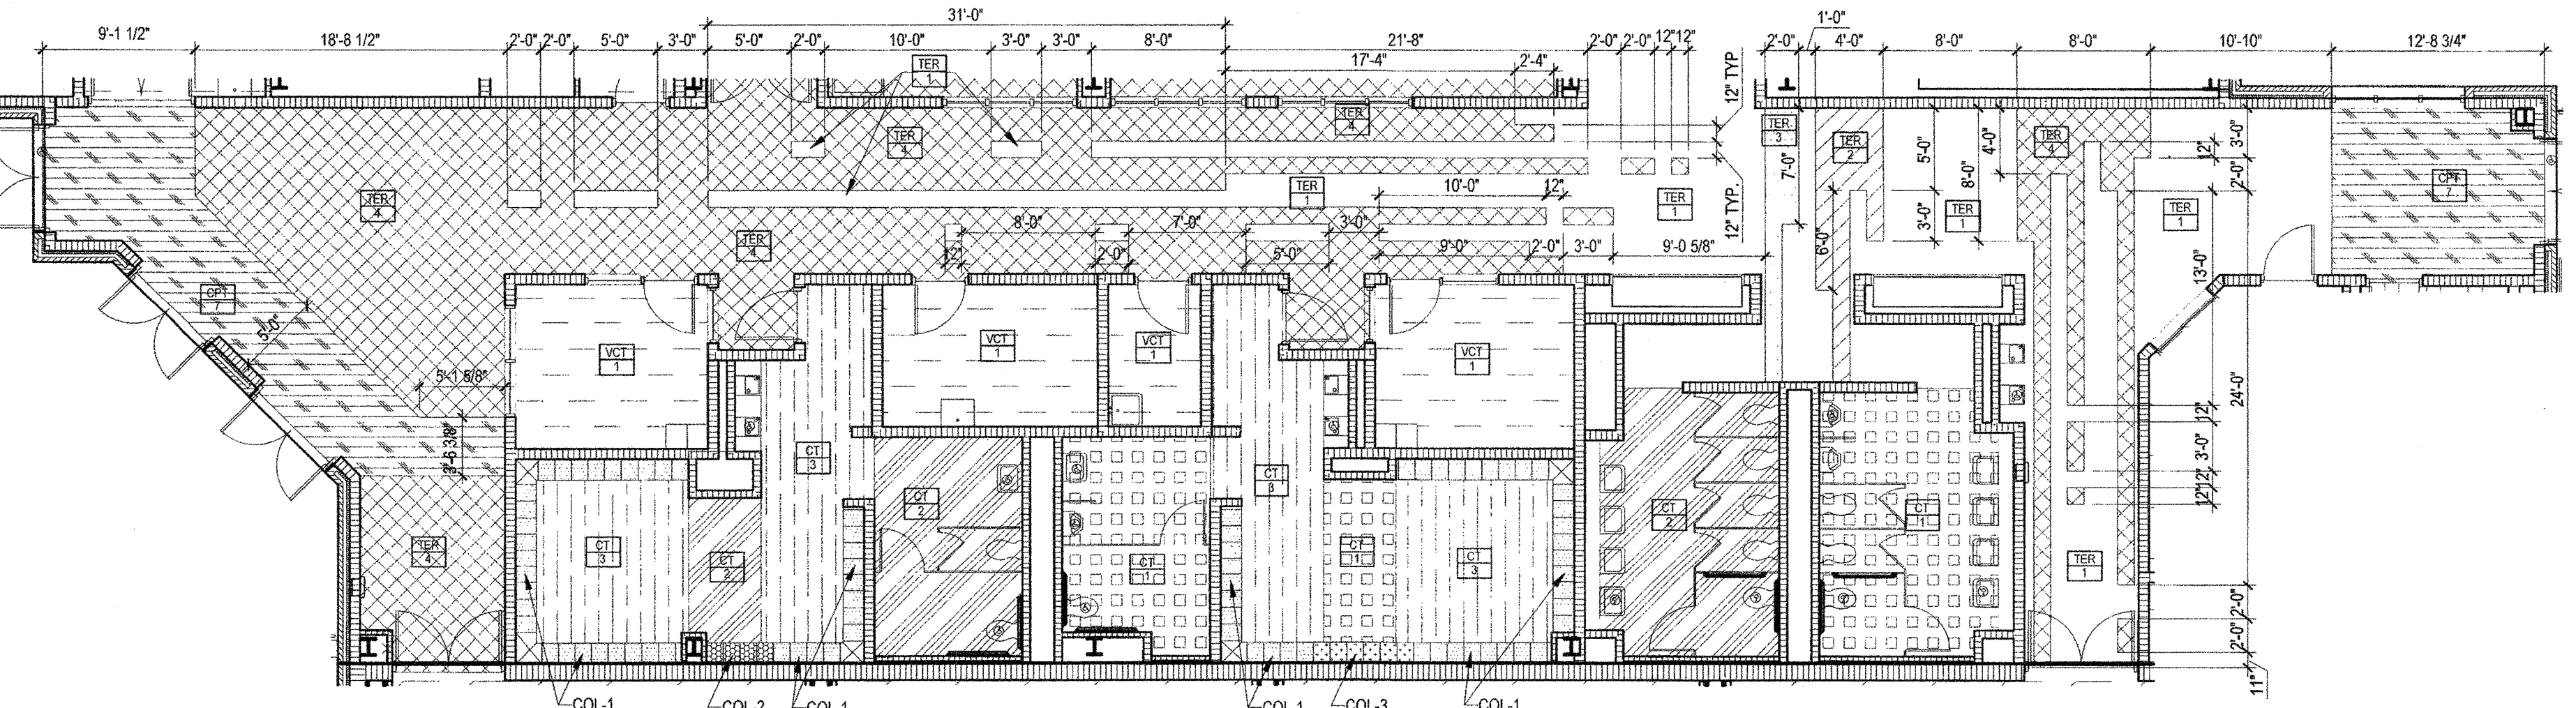 31'-0"
1'-0"
9'-1 1/2"
18'-8 1/2"
2'-0"
2'-0"
5'-0"
3'-0"
5'-0"
2'-0"
10'-0"
3'-0"
3'-0"
8'-0"
21'-8"
2'-0"
2'-0"
12"
12"
2'-0"
4'-0"
8'-0"
8'-0"
10'-10"
12'-8 3/4"
17'-4"
2'-4"
TER
1
12" TYP
TER
4
TER
4
TER
3
TER
2
TER
4
7'-0"
5'-0"
8'-0"
4'-0"
12"
3'-0"
2'-0"
TER
4
TER
1
10'-0"
12"
TER
1
12" TYP.
6'-0"
3'-0"
TER
1
TER
1
CPT
7
TER
4
8'-0"
7'-0"
3'-0"
12"
2'-0"
5'-0"
9'-0"
2'-0"
3'-0"
9'-0 5/8"
13'-0"
CPT
7
5'-0"
VCT
1
VCT
1
VCT
1
VCT
1
5'-1 5/8"
24'-0"
3'-6 3/8"
12"
3'-0"
12"
12"
CT
3
CT
3
CT
2
CT
2
CT
1
TER
4
CT
3
CT
2
CT
1
CT
1
CT
3
TER
1
2'-0"
2'-0"
11"
COL-1
COL-2
COL-1
COL-1
COL-3
COL-1